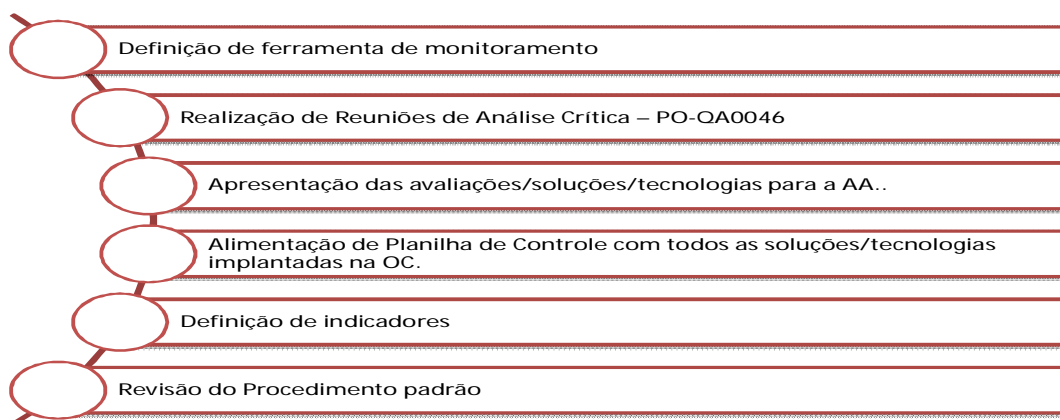 Definição de ferramenta de monitoramento
Realização de Reuniões de Análise Crítica – PO-QA0046
Apresentação das avaliações/soluções/tecnologias para a AA..
Alimentação de Planilha de Controle com todos as soluções/tecnologias
implantadas na OC.
Definição de indicadores
Revisão do Procedimento padrão